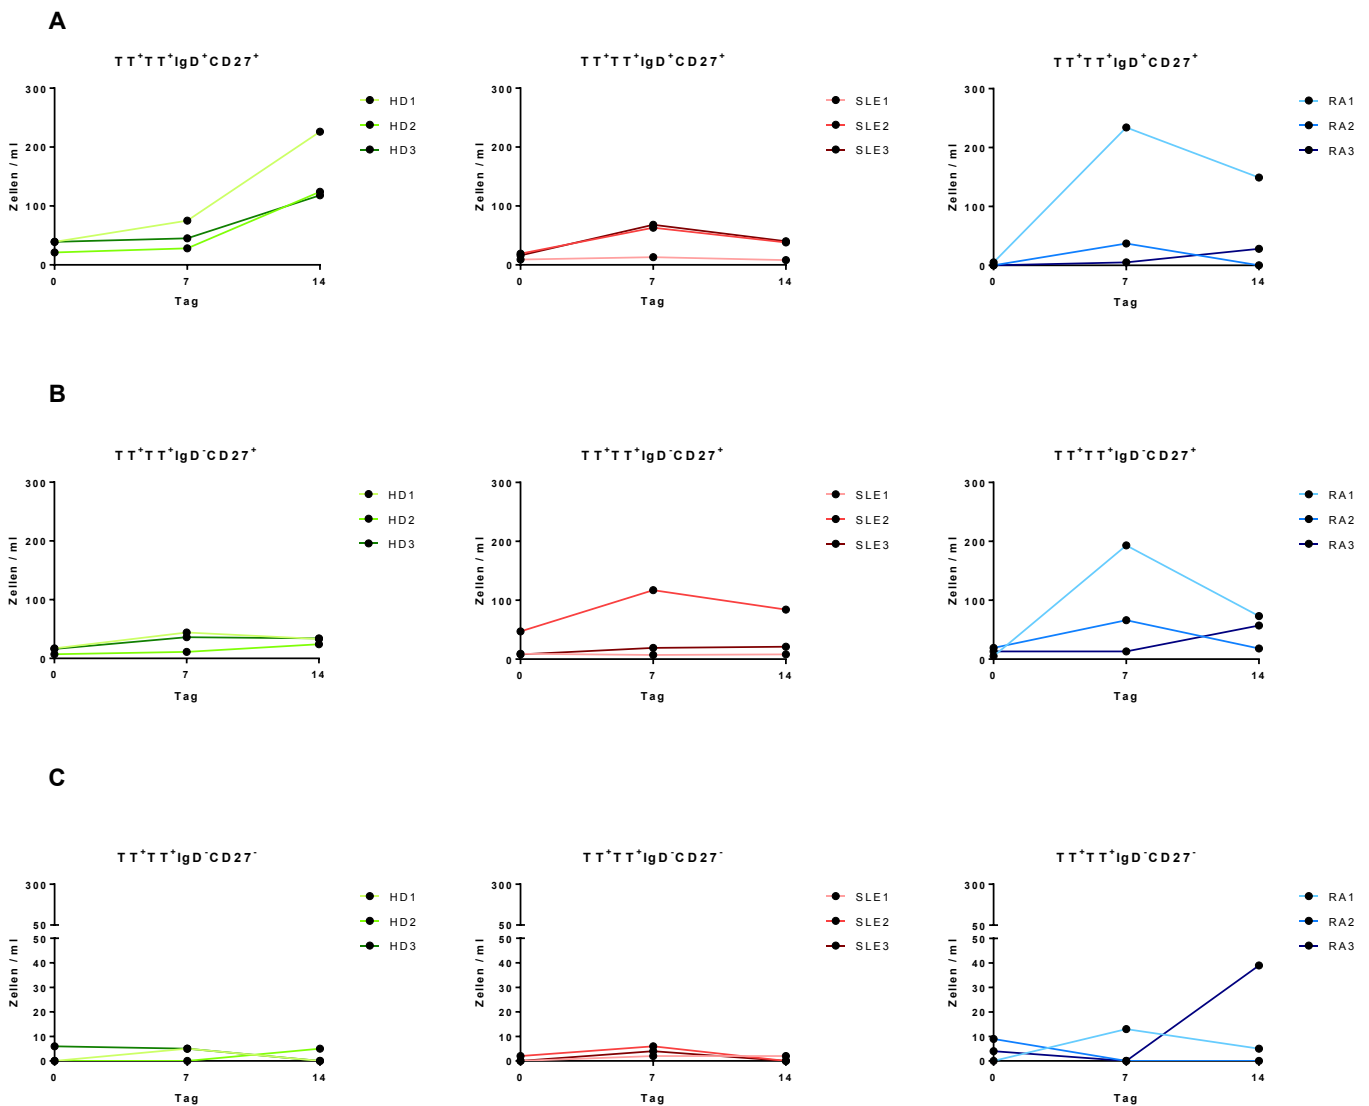 A
TT⁺TT⁺IgD⁺CD27⁺
300
200
100
0
Zellen / ml
0 7 14
Tag
HD1
HD2
HD3
TT⁺TT⁺IgD⁺CD27⁺
300
200
100
0
Zellen / ml
0 7 14
Tag
SLE1
SLE2
SLE3
TT⁺TT⁺IgD⁺CD27⁺
300
200
100
0
Zellen / ml
0 7 14
Tag
RA1
RA2
RA3
B
TT⁺TT⁺IgD⁻CD27⁺
300
200
100
0
Zellen / ml
0 7 14
Tag
HD1
HD2
HD3
TT⁺TT⁺IgD⁻CD27⁺
300
200
100
0
Zellen / ml
0 7 14
Tag
SLE1
SLE2
SLE3
TT⁺TT⁺IgD⁻CD27⁺
300
200
100
0
Zellen / ml
0 7 14
Tag
RA1
RA2
RA3
C
TT⁺TT⁺IgD⁻CD27⁻
300
50
50
40
30
20
10
0
Zellen / ml
0 7 14
Tag
HD1
HD2
HD3
TT⁺TT⁺IgD⁻CD27⁻
300
50
50
40
30
20
10
0
Zellen / ml
0 7 14
Tag
SLE1
SLE2
SLE3
TT⁺TT⁺IgD⁻CD27⁻
300
50
50
40
30
20
10
0
Zellen / ml
0 7 14
Tag
RA1
RA2
RA3